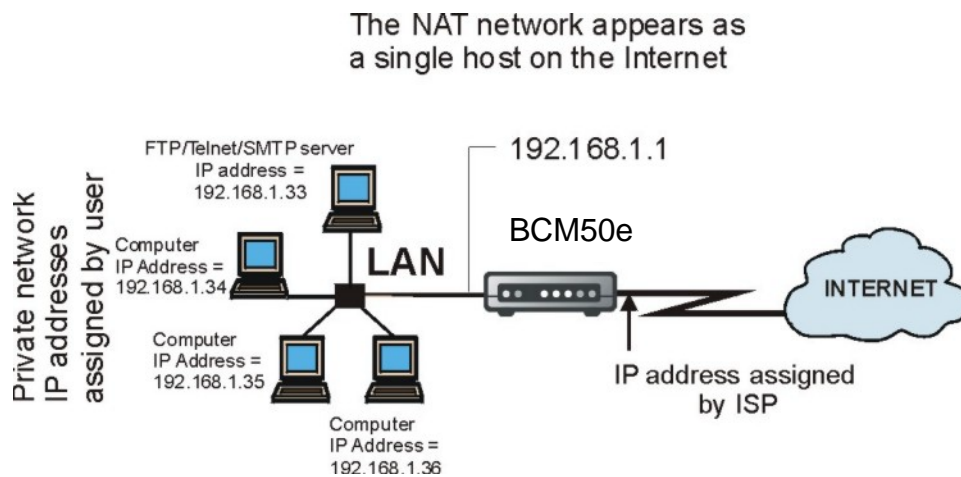 The NAT network appears as
a single host on the Internet
Private network
IP addresses
assigned by user
FTP/Telnet/SMTP server
IP address =
192.168.1.33
Computer
IP Address =
192.168.1.34
Computer
IP Address =
192.168.1.35
Computer
IP Address =
192.168.1.36
LAN
192.168.1.1
BCM50e
INTERNET
IP address assigned
by ISP